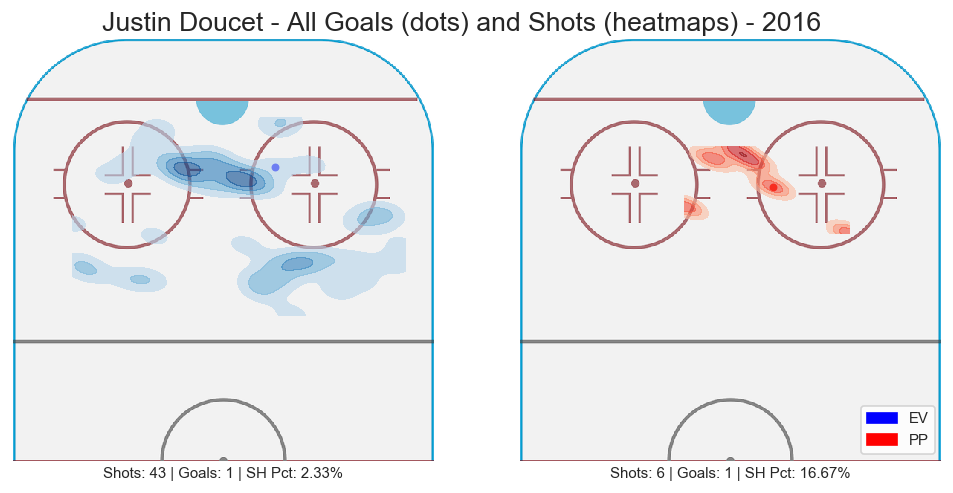 Justin Doucet - All Goals (dots) and Shots (heatmaps) - 2016
EV
PP
Shots: 43 | Goals: 1 | SH Pct: 2.33%
Shots: 6 | Goals: 1 | SH Pct: 16.67%